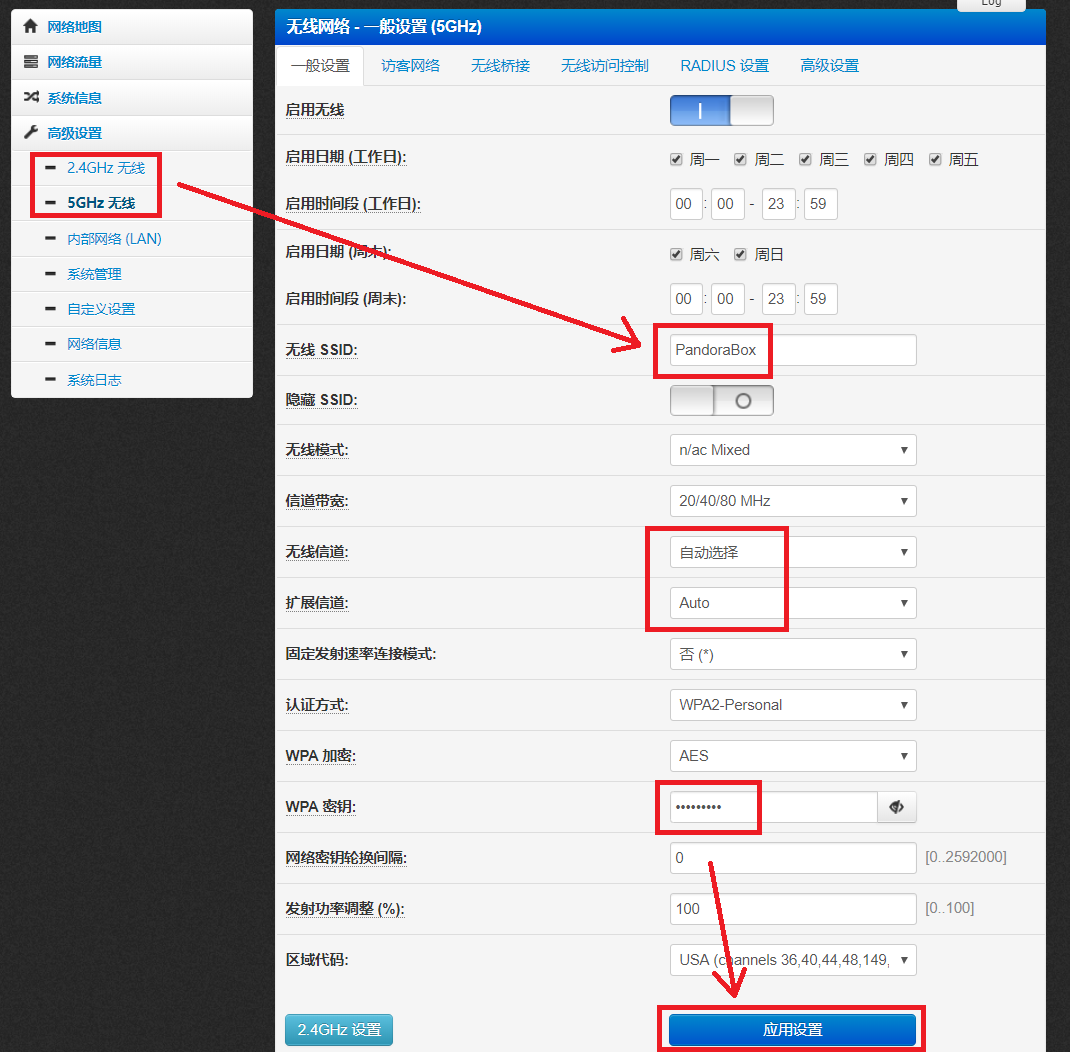 Log
网络地图
网络流量
系统信息
高级设置
2.4GHz 无线
5GHz 无线
内部网络 (LAN)
系统管理
自定义设置
网络信息
系统日志
无线网络 - 一般设置 (5GHz)
一般设置 访客网络 无线桥接 无线访问控制 RADIUS 设置 高级设置
启用无线
启用日期 (工作日): 周一 周二 周三 周四 周五
启用时间段 (工作日): 00 : 00 - 23 : 59
启用日期 (周末): 周六 周日
启用时间段 (周末): 00 : 00 - 23 : 59
无线 SSID: PandoraBox
隐藏 SSID:
无线模式: n/ac Mixed
信道带宽: 20/40/80 MHz
无线信道: 自动选择
扩展信道: Auto
固定发射速率连接模式: 否 (*)
认证方式: WPA2-Personal
WPA 加密: AES
WPA 密钥: •••••••••
网络密钥轮换间隔: 0 [0..2592000]
发射功率调整 (%): 100 [0..100]
区域代码: USA (channels 36,40,44,48,149,
2.4GHz 设置 应用设置